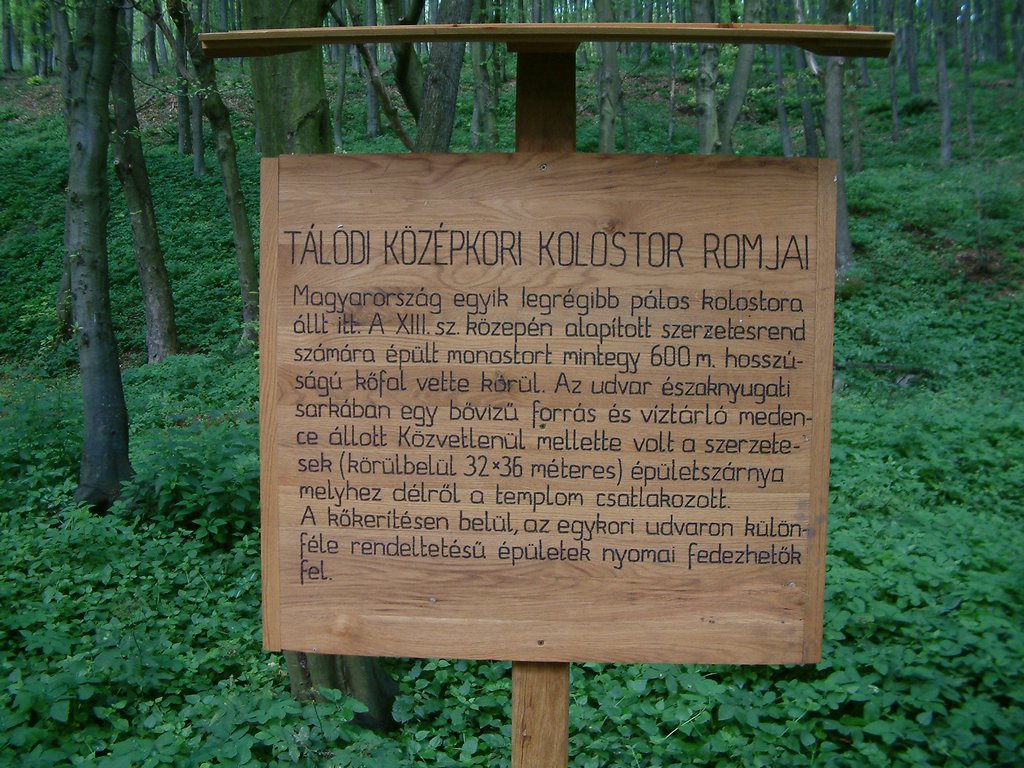 TÁLODI KÖZÉPKORI KOLOSTOR ROMJAI
Magyarország egyik legrégibb pálos kolostora
állt itt. A XIII. sz. közepén alapított szerzetesrend
számára épült monostort mintegy 600 m. hosszú-
ságú kőfal vette körül. Az udvar északnyugati
sarkában egy bővizű forrás és víztárló meden-
ce állott Közvetlenül mellette volt a szerzete-
sek (körülbelül 32×36 méteres) épületszárnya
melyhez délről a templom csatlakozott.
A kőkerítésen belül, az egykori udvaron külön-
féle rendeltetésű épületek nyomai fedezhetők
fel.